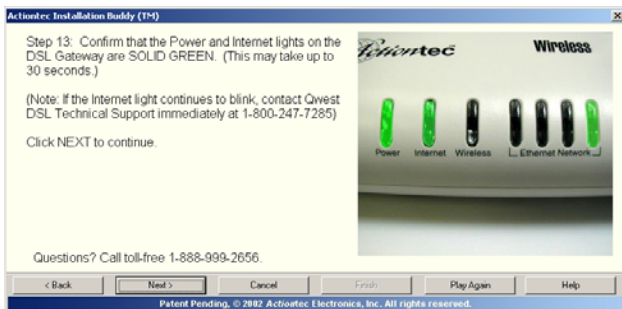 Actiontec Installation Buddy (TM)
Step 13: Confirm that the Power and Internet lights on the
DSL Gateway are SOLID GREEN. (This may take up to
30 seconds.)
(Note: If the Internet light continues to blink, contact Qwest
DSL Technical Support immediately at 1-800-247-7285)
Click NEXT to continue.
Questions? Call toll-free 1-888-999-2656.
Actiontec
Wireless
Power Internet Wireless Ethernet Network
< Back Next > Cancel Finish Play Again Help
Patent Pending, © 2002 Actiontec Electronics, Inc. All rights reserved.